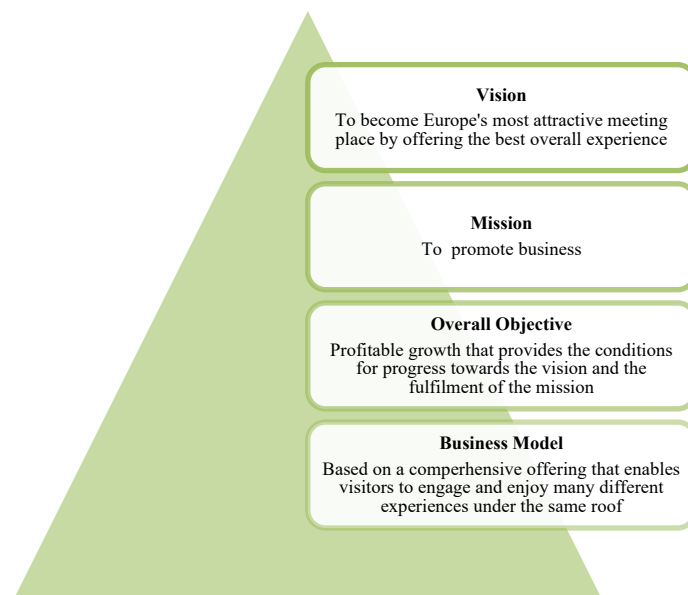 Vision
To become Europe's most attractive meeting
place by offering the best overall experience
Mission
To  promote business
Overall Objective
Profitable growth that provides the conditions
for progress towards the vision and the
fulfilment of the mission
Business Model
Based on a comperhensive offering that enables
visitors to engage and enjoy many different
experiences under the same roof